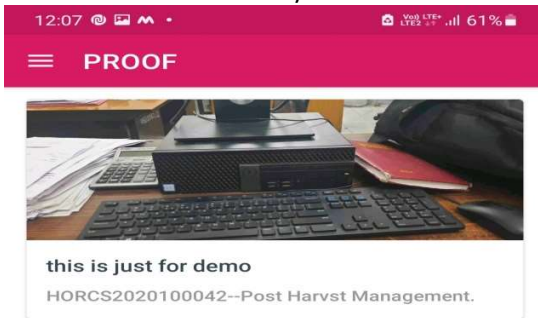 12:07 61%
PROOF
this is just for demo
HORCS2020100042--Post Harvst Management.